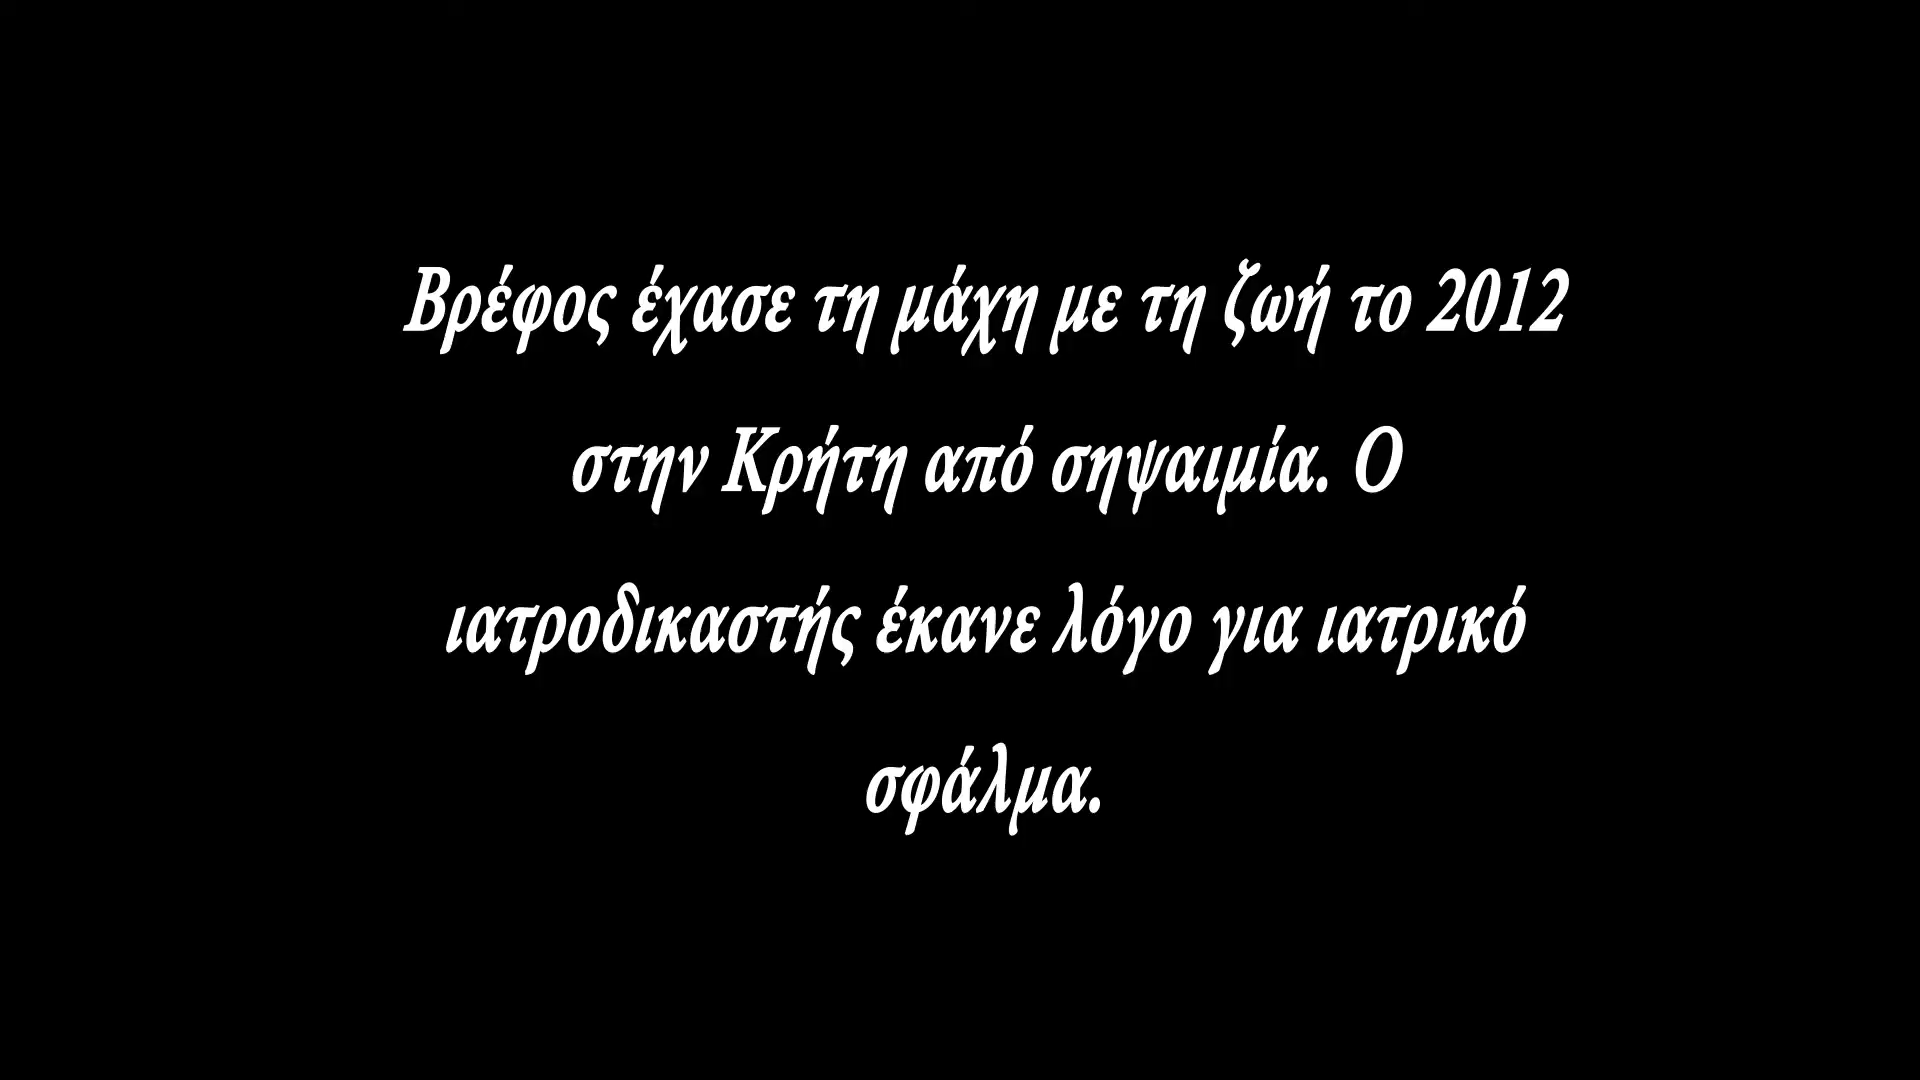 Βρέφος έχασε τη μάχη με τη ζωή το 2012
στην Κρήτη από σηψαιμία. Ο
ιατροδικαστής έκανε λόγο για ιατρικό
σφάλμα.